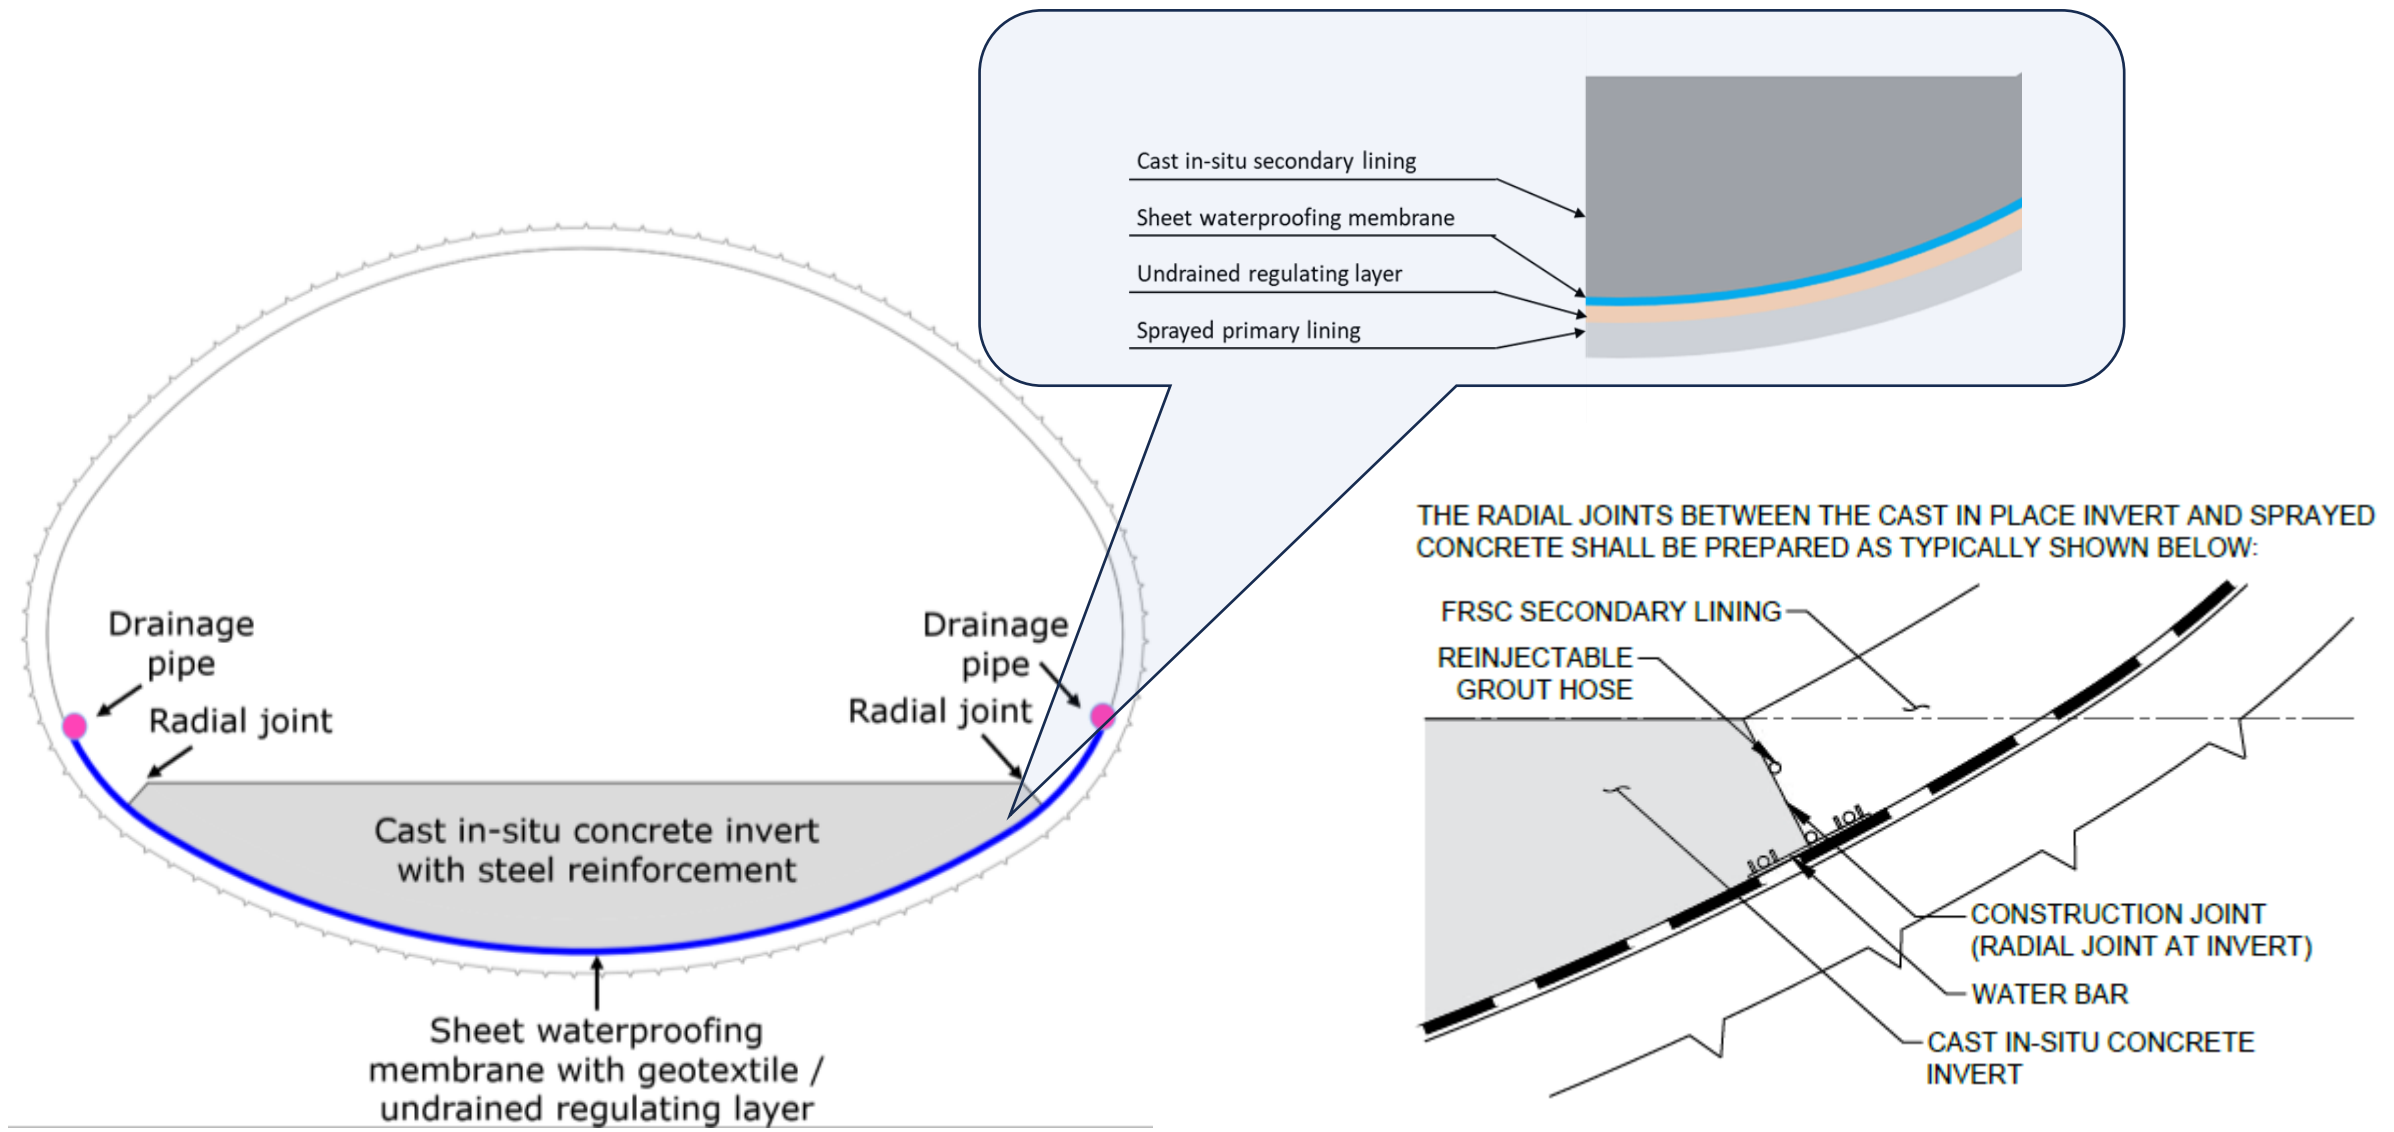 Cast in-situ secondary lining
Sheet waterproofing membrane
Undrained regulating layer
Sprayed primary lining
Drainage
pipe
Radial joint
Drainage
pipe
Radial joint
Cast in-situ concrete invert
with steel reinforcement
Sheet waterproofing
membrane with geotextile /
undrained regulating layer
THE RADIAL JOINTS BETWEEN THE CAST IN PLACE INVERT AND SPRAYED
CONCRETE SHALL BE PREPARED AS TYPICALLY SHOWN BELOW:
FRSC SECONDARY LINING
REINJECTABLE
GROUT HOSE
CONSTRUCTION JOINT
(RADIAL JOINT AT INVERT)
WATER BAR
CAST IN-SITU CONCRETE
INVERT